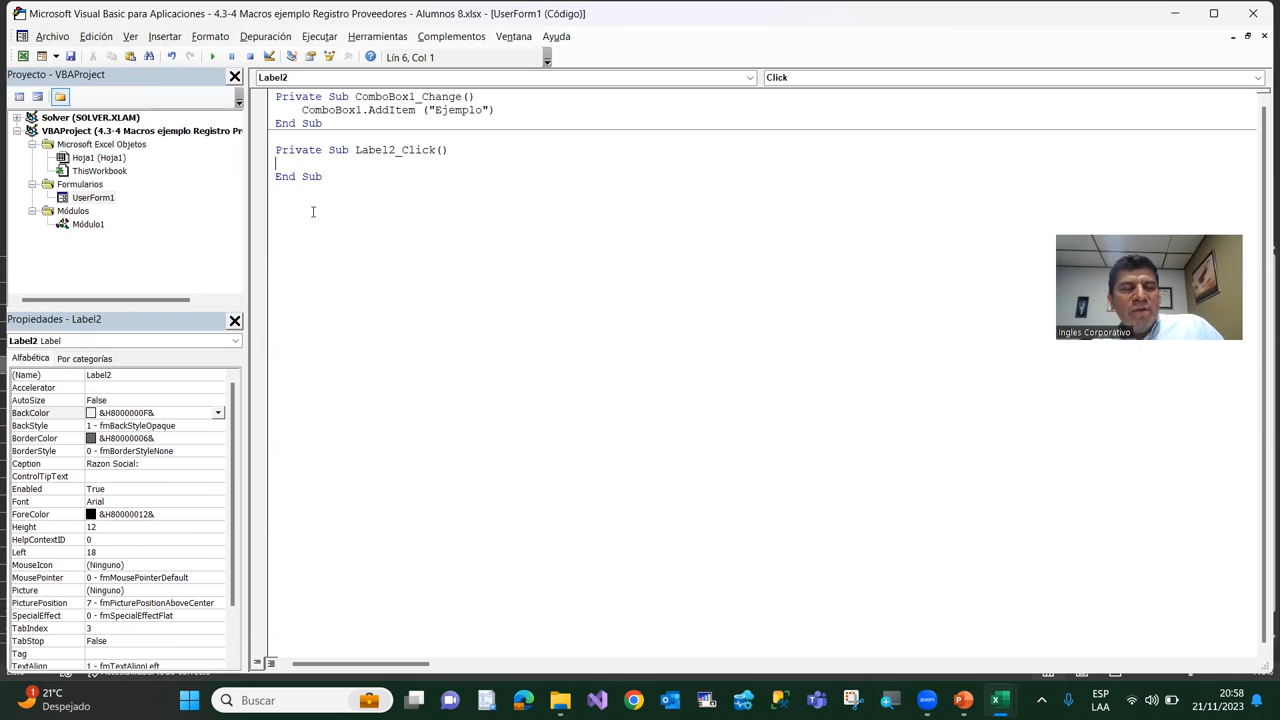 Microsoft Visual Basic para Aplicaciones - 4.3-4 Macros ejemplo Registro Proveedores - Alumnos 8.xlsx - [UserForm1 (Código)]
Archivo Edición Ver Insertar Formato Depuración Ejecutar Herramientas Complementos Ventana Ayuda
Lín 6, Col 1
Proyecto - VBAProject
Label2 Click
Solver (SOLVER.XLAM)
VBAProject (4.3-4 Macros ejemplo Registro Pr
Microsoft Excel Objetos
Hoja1 (Hoja1)
ThisWorkbook
Formularios
UserForm1
Módulos
Módulo1
Private Sub ComboBox1_Change()
ComboBox1.AddItem ("Ejemplo")
End Sub
Private Sub Label2_Click()
End Sub
Ingles Corporativo
Propiedades - Label2
Label2 Label
Alfabética Por categorías
(Name) Label2
Accelerator
AutoSize False
BackColor &H8000000F&
BackStyle 1 - fmBackStyleOpaque
BorderColor &H80000006&
BorderStyle 0 - fmBorderStyleNone
Caption Razon Social:
ControlTipText
Enabled True
Font Arial
ForeColor &H80000012&
Height 12
HelpContextID 0
Left 18
MouseIcon (Ninguno)
MousePointer 0 - fmMousePointerDefault
Picture (Ninguno)
PicturePosition 7 - fmPicturePositionAboveCenter
SpecialEffect 0 - fmSpecialEffectFlat
TabIndex 3
TabStop False
Tag
TextAlign 1 - fmTextAlignLeft
21°C
Despejado
Buscar
ESP
LAA
20:58
21/11/2023